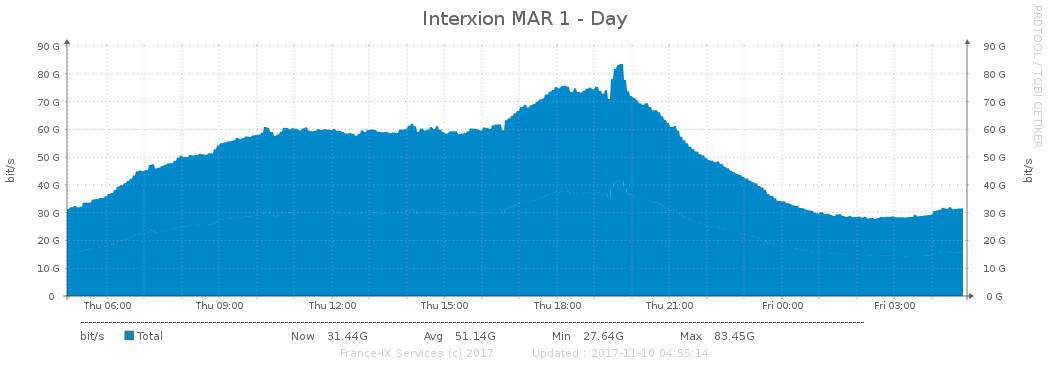 Interxion MAR 1 - Day
RRDTOOL / TOBI OETIKER
90 G 90 G
80 G 80 G
70 G 70 G
60 G 60 G
50 G 50 G
40 G 40 G
30 G 30 G
20 G 20 G
10 G 10 G
0 0 G
bit/s bit/s
Thu 06:00 Thu 09:00 Thu 12:00 Thu 15:00 Thu 18:00 Thu 21:00 Fri 00:00 Fri 03:00
bit/s Total Now 31.44G Avg 51.14G Min 27.64G Max 83.45G
France-IX Services (c) 2017 Updated : 2017-11-10 04:55:14